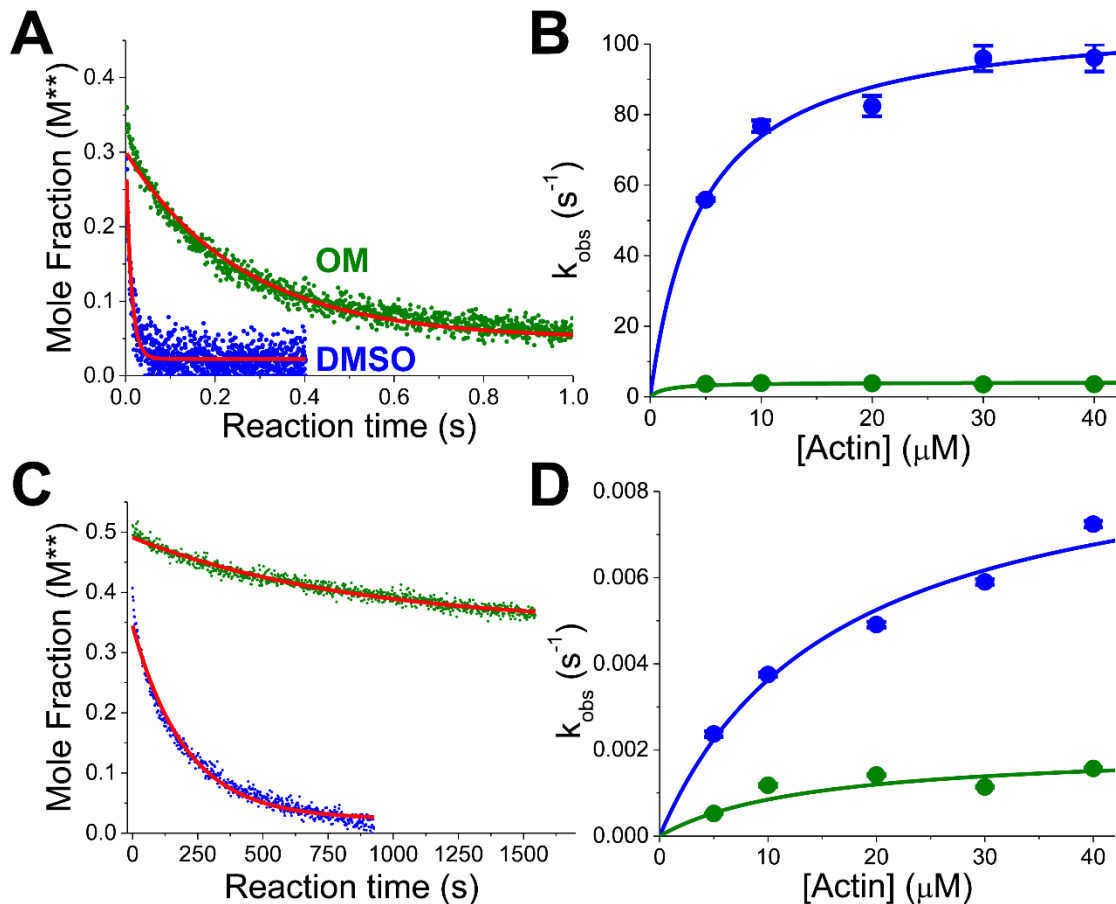 A
Mole Fraction (M**)
0.4
0.3
0.2
0.1
0.0
OM
DMSO
0.0 0.2 0.4 0.6 0.8 1.0
Reaction time (s)
B
k_obs (s⁻¹)
100
80
60
40
20
0
0 10 20 30 40
[Actin] (μM)
C
Mole Fraction (M**)
0.5
0.4
0.3
0.2
0.1
0.0
0 250 500 750 1000 1250 1500
Reaction time (s)
D
k_obs (s⁻¹)
0.008
0.006
0.004
0.002
0.000
0 10 20 30 40
[Actin] (μM)